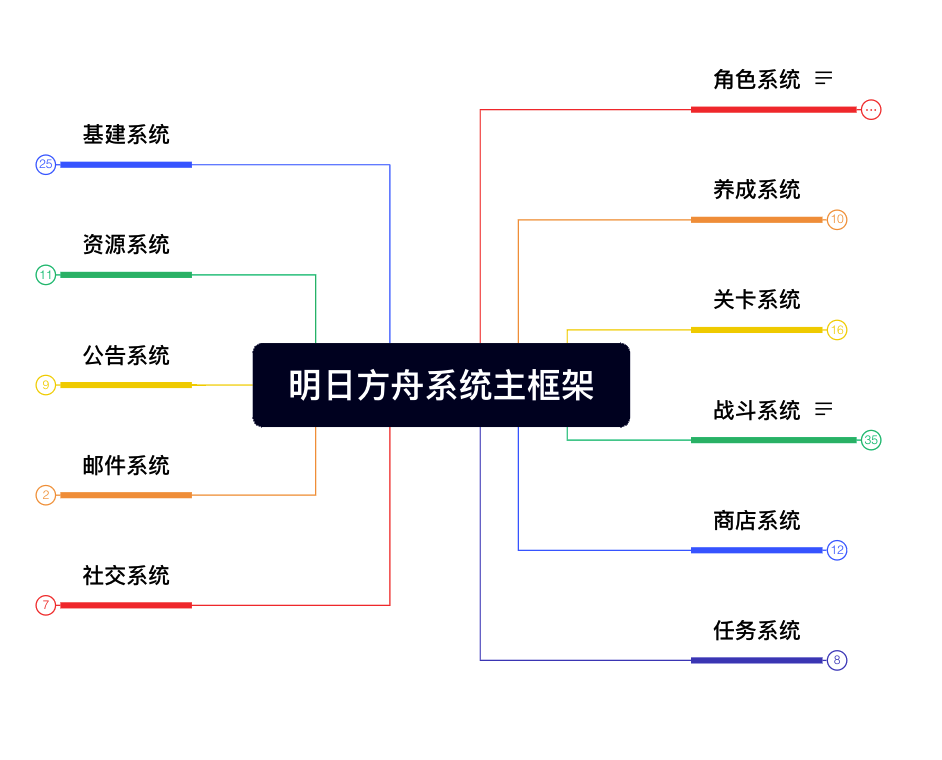 角色系统
…
基建系统
25
养成系统
10
资源系统
11
关卡系统
16
公告系统
9
明日方舟系统主框架
战斗系统
35
邮件系统
2
商店系统
12
社交系统
7
任务系统
8